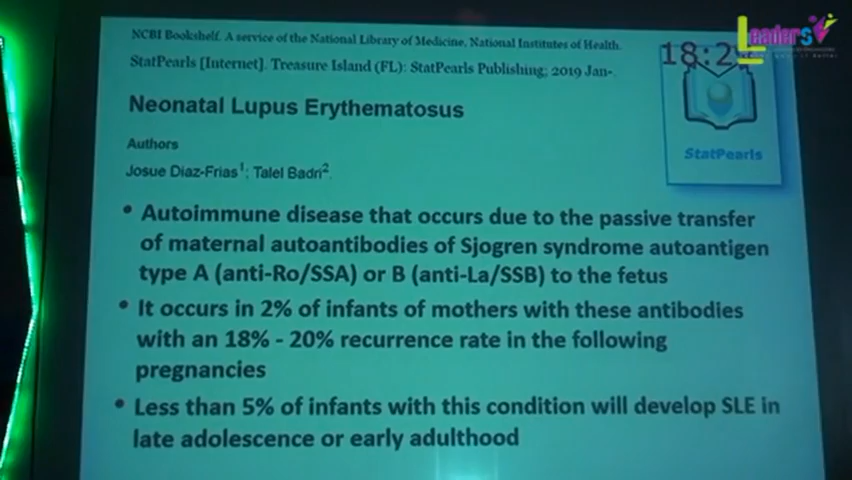 NCBI Bookshelf. A service of the National Library of Medicine, National Institutes of Health.
StatPearls [Internet]. Treasure Island (FL): StatPearls Publishing; 2019 Jan-.
Leaders
18:2
Neonatal Lupus Erythematosus
StatPearls
Authors
Josue Diaz-Frias1; Talel Badri2.
• Autoimmune disease that occurs due to the passive transfer
of maternal autoantibodies of Sjogren syndrome autoantigen
type A (anti-Ro/SSA) or B (anti-La/SSB) to the fetus
• It occurs in 2% of infants of mothers with these antibodies
with an 18% - 20% recurrence rate in the following
pregnancies
• Less than 5% of infants with this condition will develop SLE in
late adolescence or early adulthood